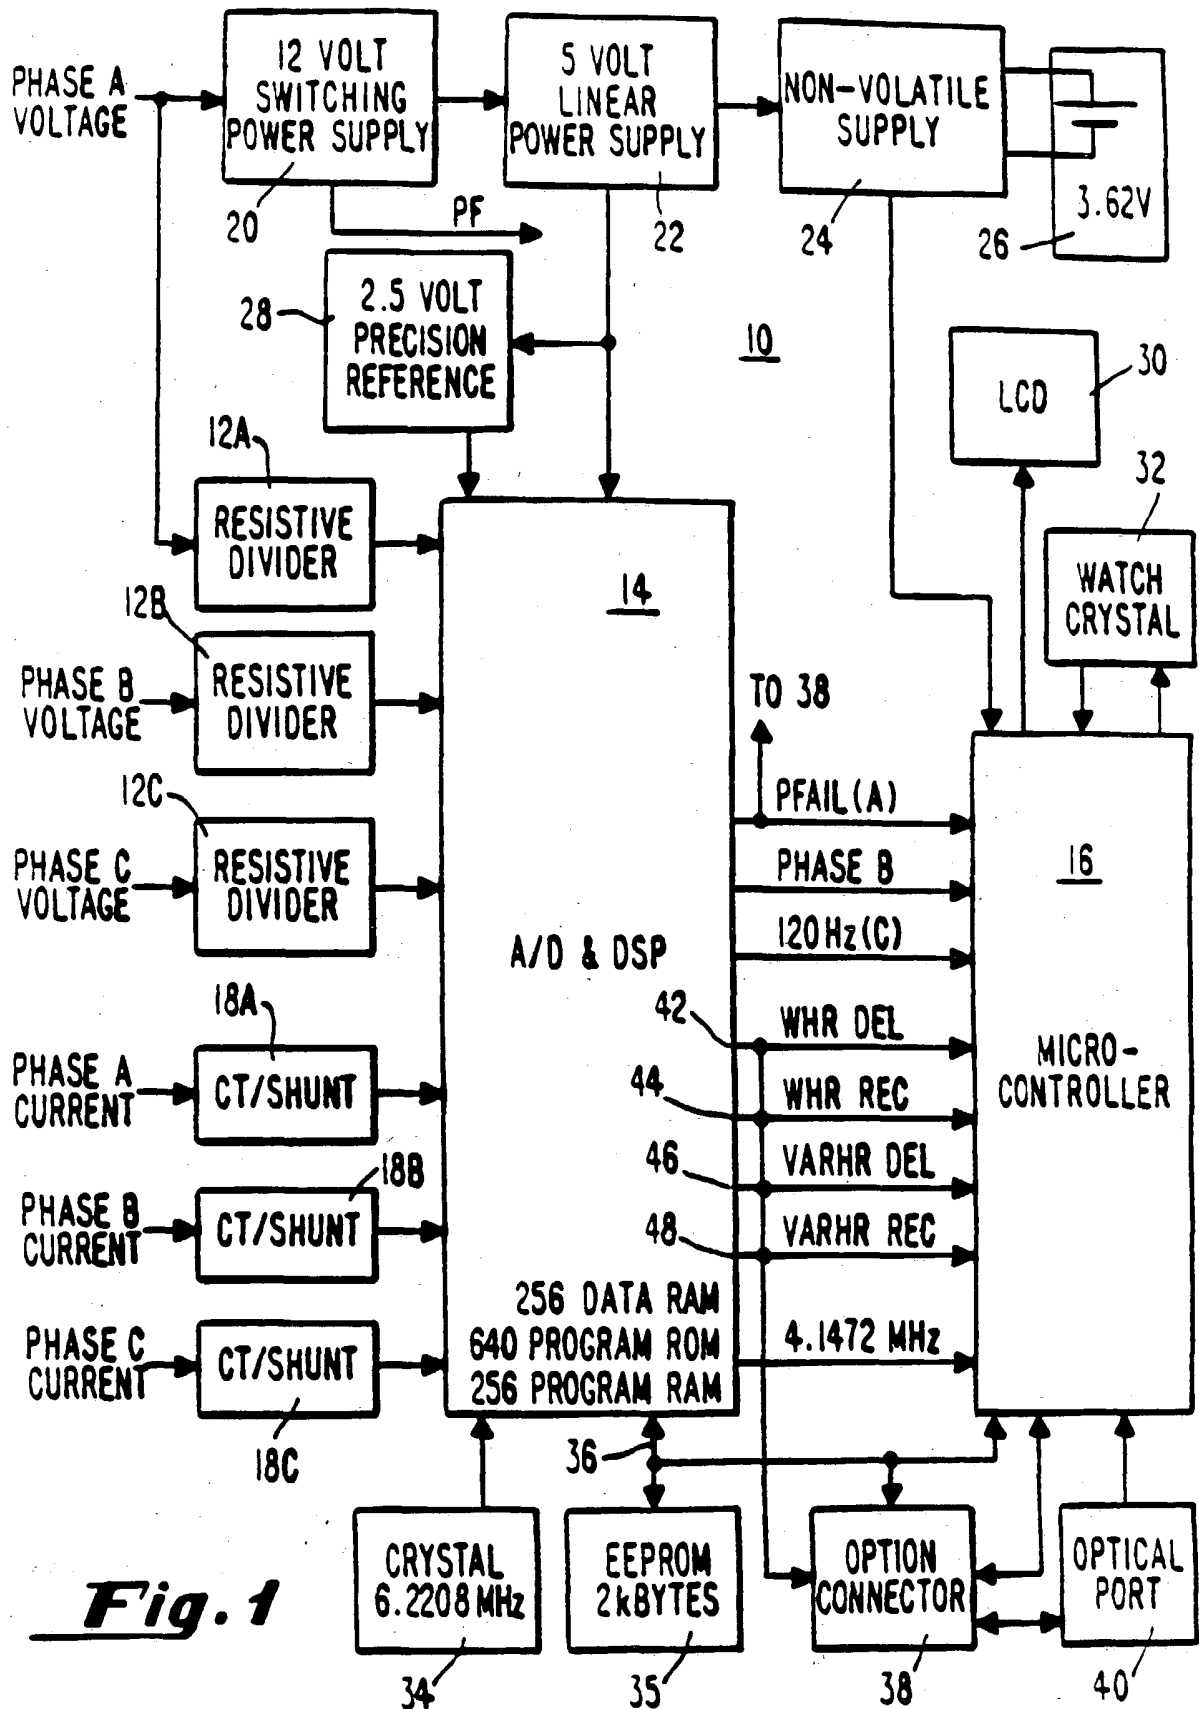 PHASE A
VOLTAGE
12 VOLT
SWITCHING
POWER SUPPLY
20
5 VOLT
LINEAR
POWER SUPPLY
22
NON-VOLATILE
SUPPLY
24
3.62V
26
PF
28
2.5 VOLT
PRECISION
REFERENCE
10
LCD
30
32
WATCH
CRYSTAL
12A
RESISTIVE
DIVIDER
12B
PHASE B
VOLTAGE
RESISTIVE
DIVIDER
12C
PHASE C
VOLTAGE
RESISTIVE
DIVIDER
18A
PHASE A
CURRENT
CT/SHUNT
18B
PHASE B
CURRENT
CT/SHUNT
PHASE C
CURRENT
CT/SHUNT
18C
14
A/D & DSP
256 DATA RAM
640 PROGRAM ROM
256 PROGRAM RAM
TO 38
PFAIL(A)
PHASE B
120Hz(C)
42
WHR DEL
44
WHR REC
46
VARHR DEL
48
VARHR REC
4.1472 MHz
16
MICRO-
CONTROLLER
36
CRYSTAL
6.2208MHz
34
EEPROM
2kBYTES
35
OPTION
CONNECTOR
38
OPTICAL
PORT
40
Fig.1